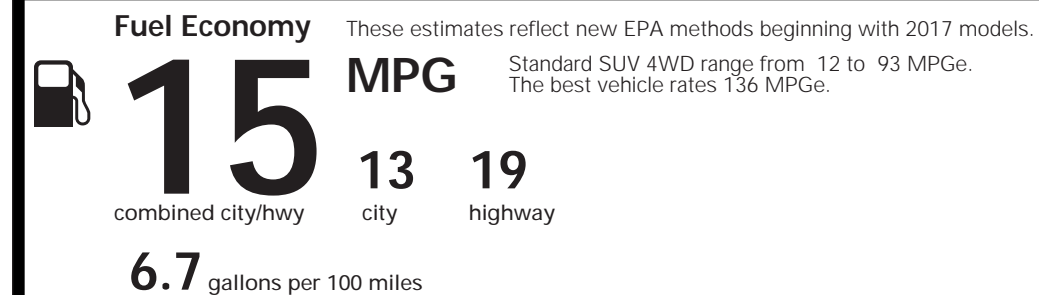 Fuel Economy These estimates reflect new EPA methods beginning with 2017 models.
15 MPG Standard SUV 4WD range from 12 to 93 MPGe.
The best vehicle rates 136 MPGe.
13 19
combined city/hwy city highway
6.7 gallons per 100 miles